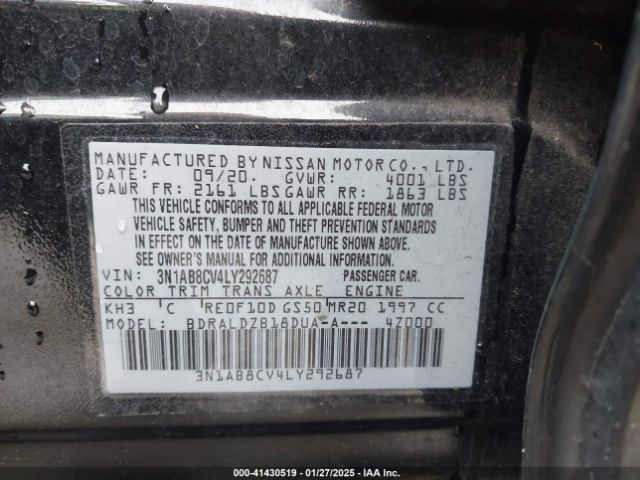 MANUFACTURED BY NISSAN MOTOR CO., LTD.
DATE: 09/20. GVWR: 4001 LBS
GAWR FR: 2161 LBS GAWR RR: 1863 LBS
THIS VEHICLE CONFORMS TO ALL APPLICABLE FEDERAL MOTOR
VEHICLE SAFETY, BUMPER AND THEFT PREVENTION STANDARDS
IN EFFECT ON THE DATE OF MANUFACTURE SHOWN ABOVE.
SEE OWNER'S MANUAL FOR ADDITIONAL INFORMATION.
VIN: 3N1AB8CV4LY292687 PASSENGER CAR.
COLOR TRIM TRANS AXLE ENGINE
KH3 C RE0F10D GS50 MR20 1997 CC
MODEL: BDRALDZB18DUA-A--- 4Z000
3N1AB8CV4LY292687
000-41430519 - 01/27/2025 - IAA Inc.